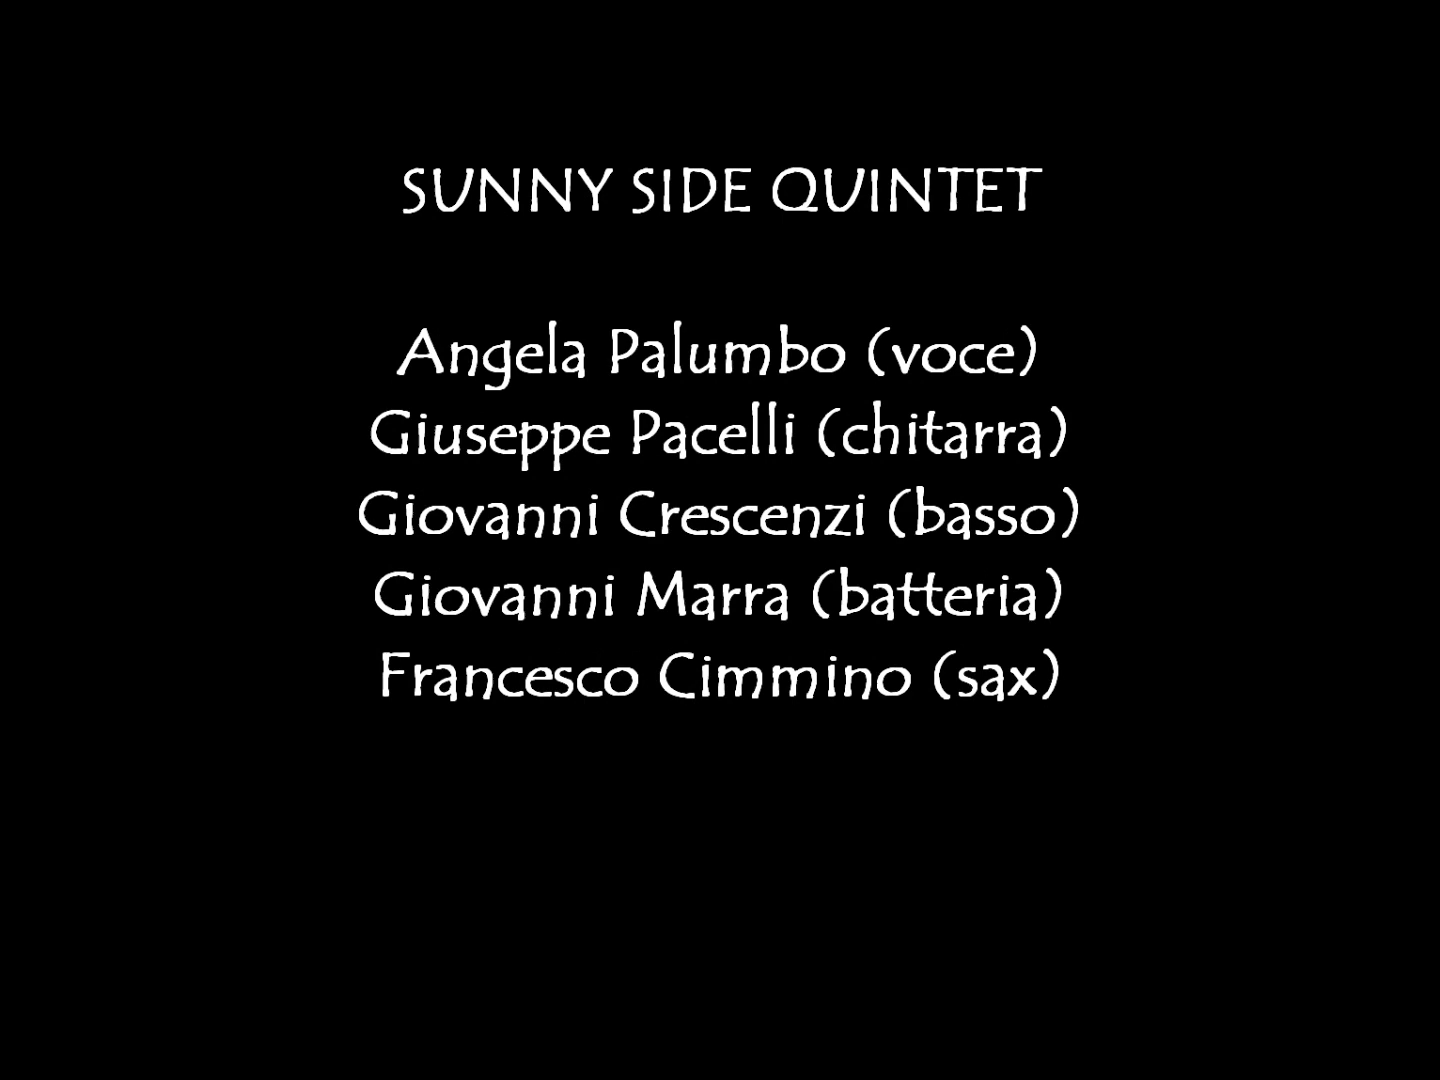 SUNNY SIDE QUINTET
Angela Palumbo (voce)
Giuseppe Pacelli (chitarra)
Giovanni Crescenzi (basso)
Giovanni Marra (batteria)
Francesco Cimmino (sax)